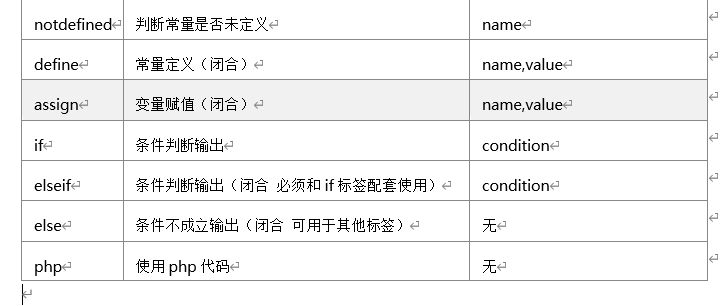 notdefined 判断常量是否未定义 name
define 常量定义（闭合） name,value
assign 变量赋值（闭合） name,value
if 条件判断输出 condition
elseif 条件判断输出（闭合 必须和 if 标签配套使用） condition
else 条件不成立输出（闭合 可用于其他标签） 无
php 使用 php 代码 无